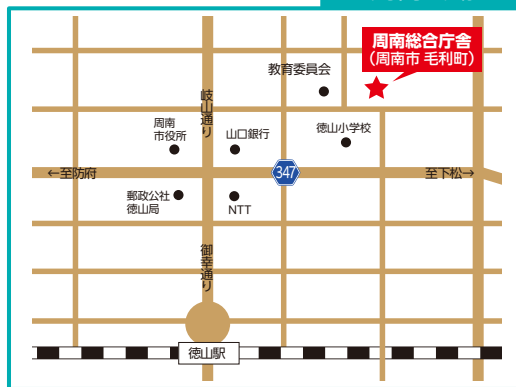 周南総合庁舎
(周南市 毛利町)
教育委員会
岐山通り
周南
市役所
山口銀行
徳山小学校
←至防府
347
至下松→
郵政公社
徳山局
NTT
御幸通り
徳山駅